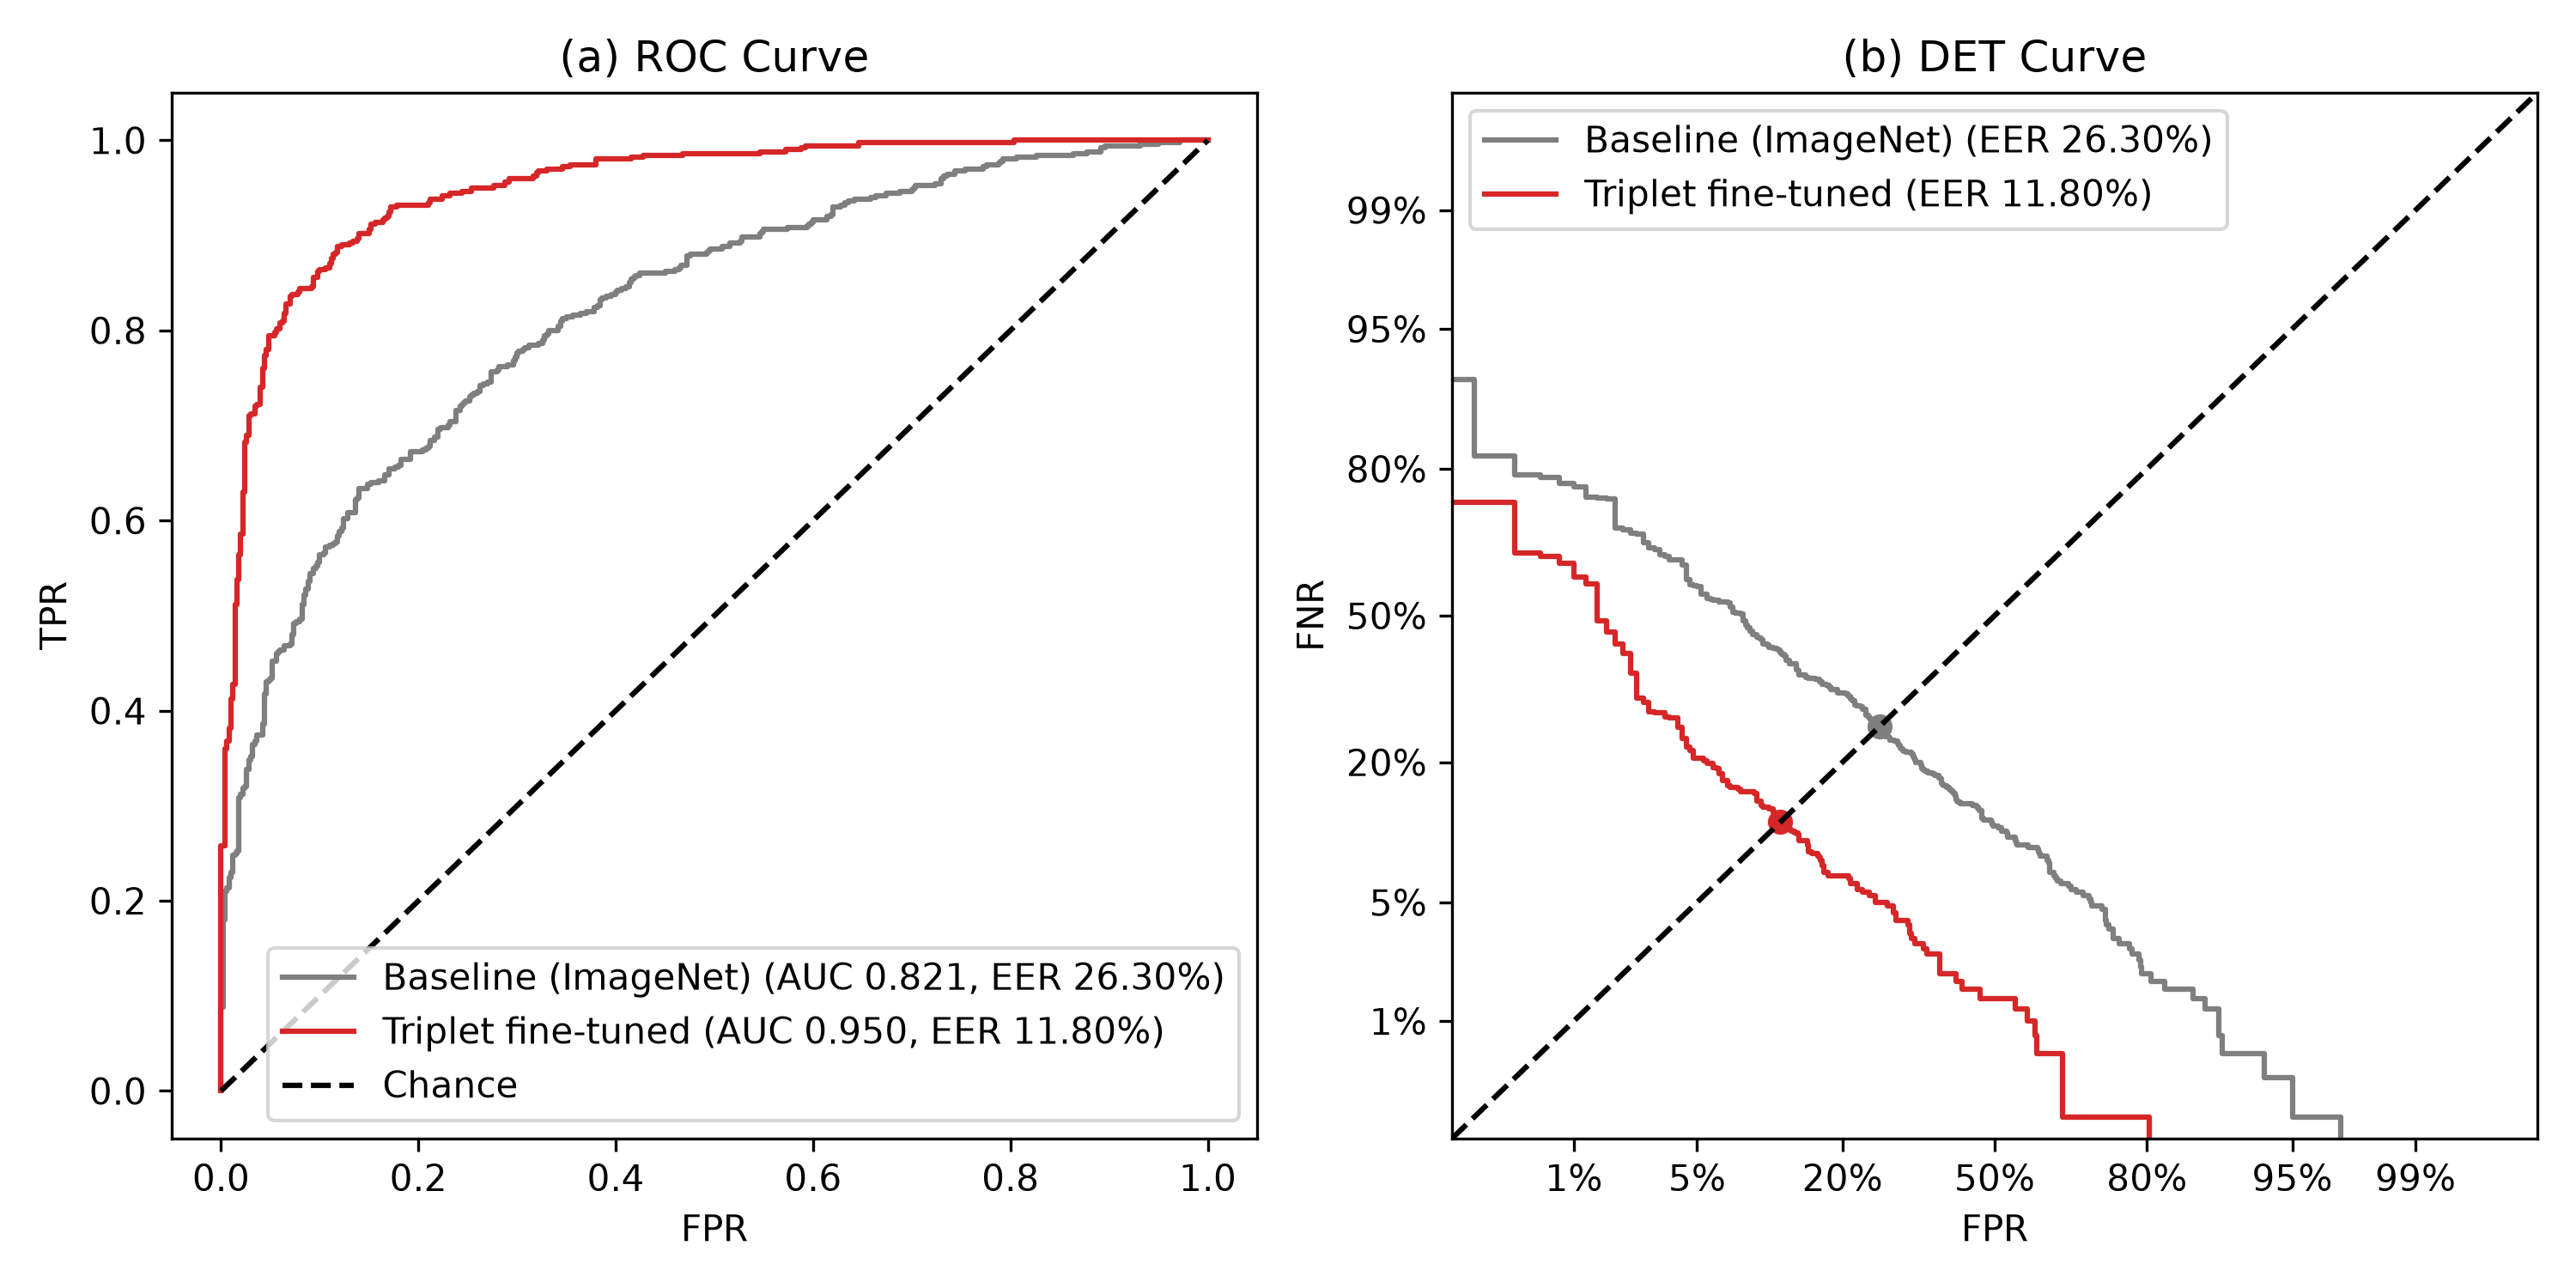 (a) ROC Curve
TPR
1.0
0.8
0.6
0.4
0.2
0.0
Baseline (ImageNet) (AUC 0.821, EER 26.30%)
Triplet fine-tuned (AUC 0.950, EER 11.80%)
Chance
0.0 0.2 0.4 0.6 0.8 1.0
FPR
(b) DET Curve
Baseline (ImageNet) (EER 26.30%)
Triplet fine-tuned (EER 11.80%)
FNR
99%
95%
80%
50%
20%
5%
1%
1% 5% 20% 50% 80% 95% 99%
FPR